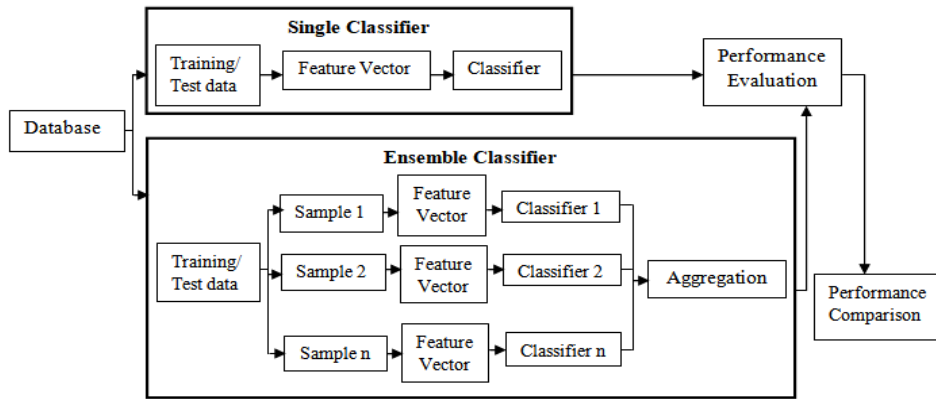 Single Classifier
Training/
Test data
Feature Vector
Classifier
Performance
Evaluation
Database
Ensemble Classifier
Training/
Test data
Sample 1
Feature
Vector
Classifier 1
Sample 2
Feature
Vector
Classifier 2
Sample n
Feature
Vector
Classifier n
Aggregation
Performance
Comparison